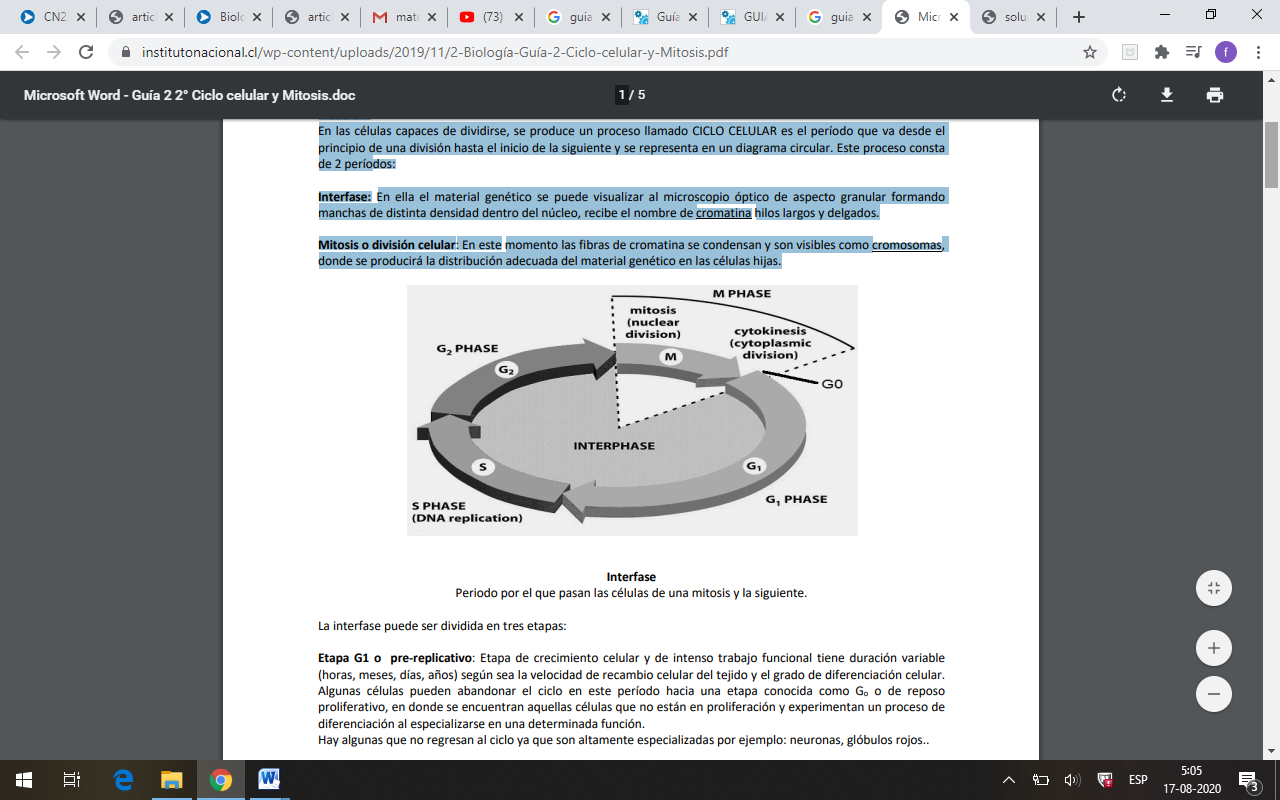 CN2
artic
Biolo
artic
mate
(73)
guia
Guía
GUIA
guia
Micr
solu
institutonacional.cl/wp-content/uploads/2019/11/2-Biología-Guía-2-Ciclo-celular-y-Mitosis.pdf
f
Microsoft Word - Guía 2 2° Ciclo celular y Mitosis.doc
1 / 5
En las células capaces de dividirse, se produce un proceso llamado CICLO CELULAR es el período que va desde el
principio de una división hasta el inicio de la siguiente y se representa en un diagrama circular. Este proceso consta
de 2 períodos:
Interfase: En ella el material genético se puede visualizar al microscopio óptico de aspecto granular formando
manchas de distinta densidad dentro del núcleo, recibe el nombre de cromatina hilos largos y delgados.
Mitosis o división celular: En este momento las fibras de cromatina se condensan y son visibles como cromosomas,
donde se producirá la distribución adecuada del material genético en las células hijas.
M PHASE
mitosis
(nuclear
division)
cytokinesis
(cytoplasmic
division)
G₂ PHASE
G₂
M
G0
INTERPHASE
S
G₁
G₁ PHASE
S PHASE
(DNA replication)
Interfase
Periodo por el que pasan las células de una mitosis y la siguiente.
La interfase puede ser dividida en tres etapas:
Etapa G1 o pre-replicativo: Etapa de crecimiento celular y de intenso trabajo funcional tiene duración variable
(horas, meses, días, años) según sea la velocidad de recambio celular del tejido y el grado de diferenciación celular.
Algunas células pueden abandonar el ciclo en este período hacia una etapa conocida como G₀ o de reposo
proliferativo, en donde se encuentran aquellas células que no están en proliferación y experimentan un proceso de
diferenciación al especializarse en una determinada función.
Hay algunas que no regresan al ciclo ya que son altamente especializadas por ejemplo: neuronas, glóbulos rojos..
ESP
5:05
17-08-2020
3